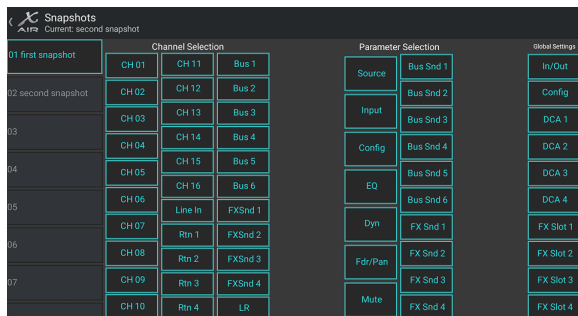 Snapshots
X AIR
Current: second snapshot
01 first snapshot
02 second snapshot
03
04
05
06
07
Channel Selection
CH 01
CH 02
CH 03
CH 04
CH 05
CH 06
CH 07
CH 08
CH 09
CH 10
CH 11
CH 12
CH 13
CH 14
CH 15
CH 16
Line In
Rtn 1
Rtn 2
Rtn 3
Rtn 4
Bus 1
Bus 2
Bus 3
Bus 4
Bus 5
Bus 6
FXSnd 1
FXSnd 2
FXSnd 3
FXSnd 4
LR
Parameter Selection
Source
Input
Config
EQ
Dyn
Fdr/Pan
Mute
Bus Snd 1
Bus Snd 2
Bus Snd 3
Bus Snd 4
Bus Snd 5
Bus Snd 6
FX Snd 1
FX Snd 2
FX Snd 3
FX Snd 4
Global Settings
In/Out
Config
DCA 1
DCA 2
DCA 3
DCA 4
FX Slot 1
FX Slot 2
FX Slot 3
FX Slot 4